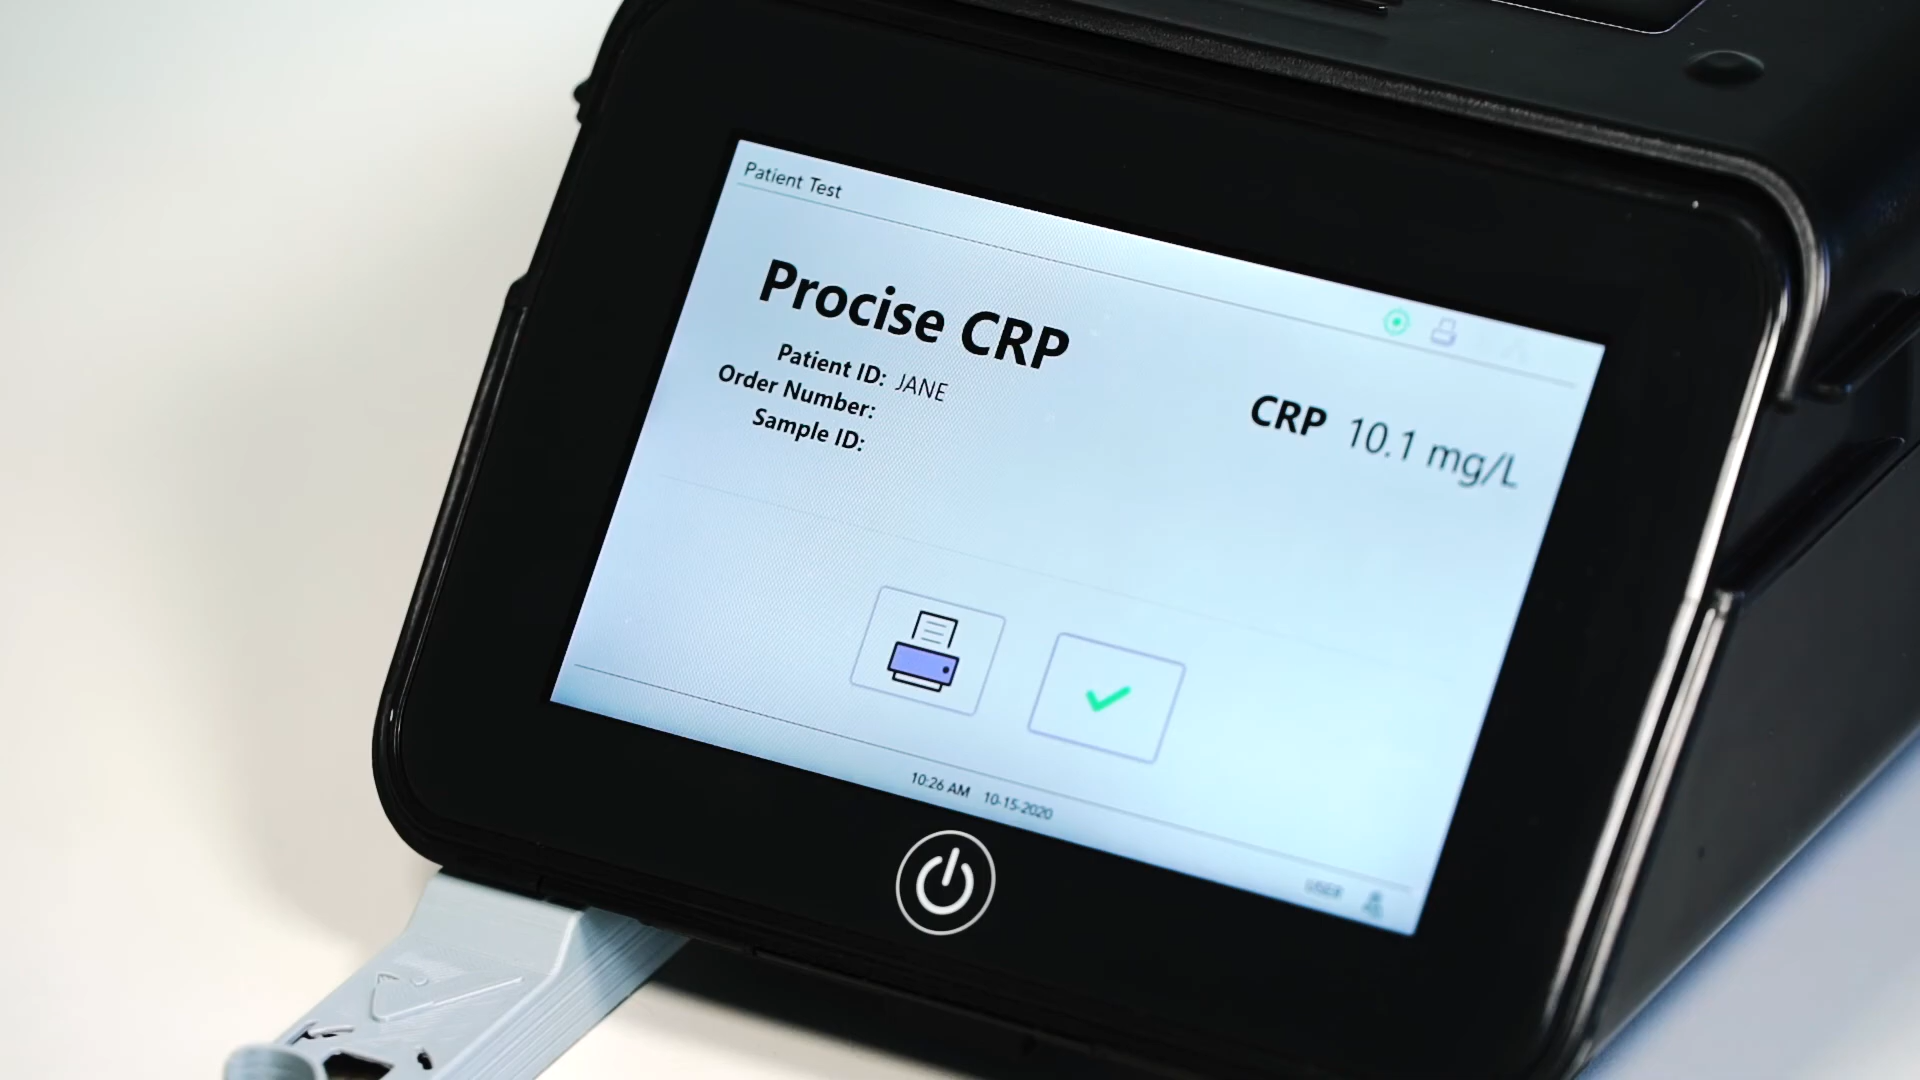 Patient Test
Procise CRP
Patient ID: JANE
Order Number:
Sample ID:
CRP 10.1 mg/L
10:26 AM 10-15-2020
USER